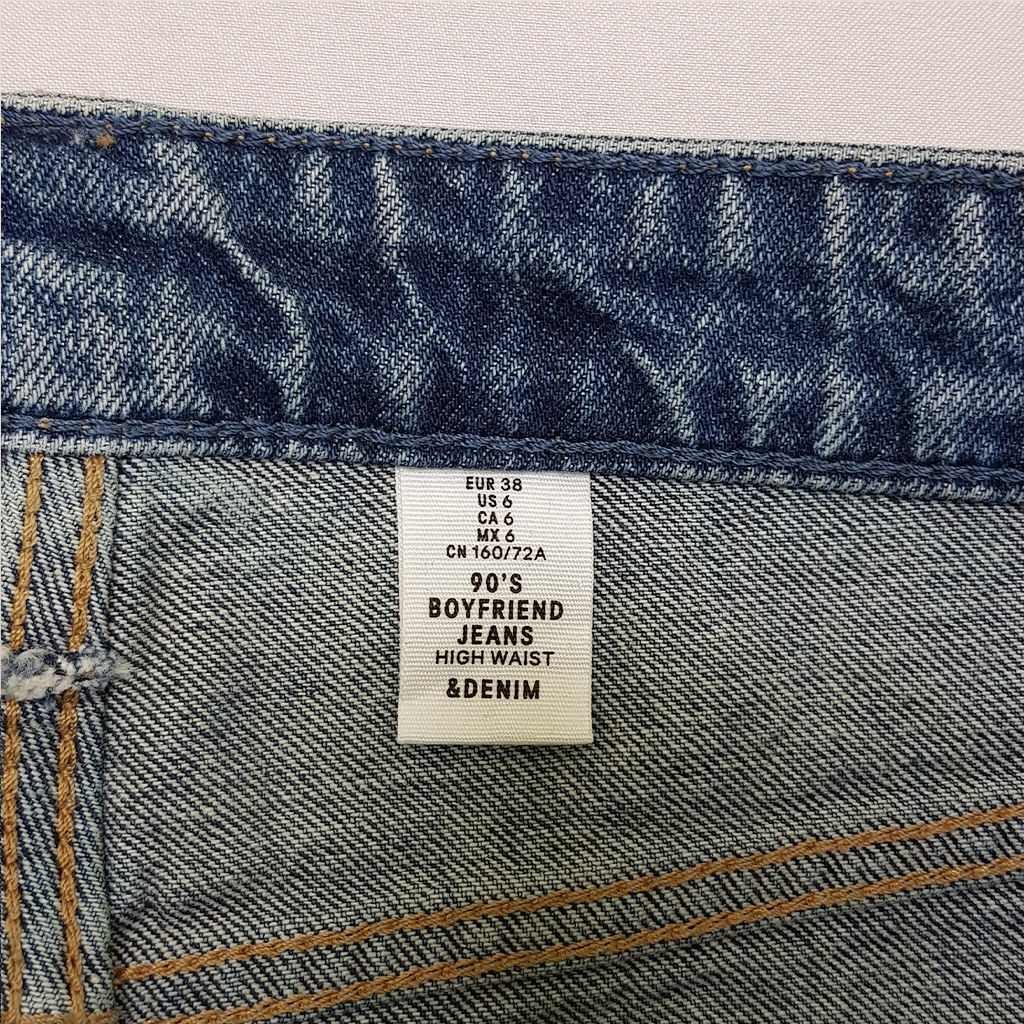 EUR 38
US 6
CA 6
MX 6
CN 160/72A
90'S
BOYFRIEND
JEANS
HIGH WAIST
&DENIM